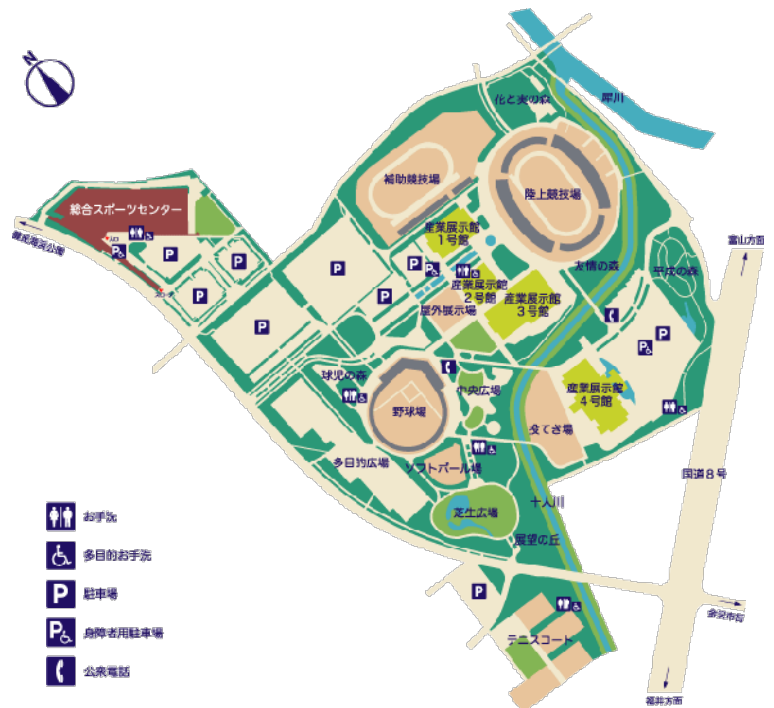 N
花と実の森
犀川
補助競技場
陸上競技場
総合スポーツセンター
産業展示館
1号館
健民海浜公園
富山方面
友情の森
平成の森
産業展示館
2号館
産業展示館
3号館
屋外展示場
球児の森
中央広場
産業展示館
4号館
野球場
多目的広場
ソフトボール場
国道8号
芝生広場
十人川
展望の丘
テニスコート
金沢市街
福井方面
P
P
P
P
P
P
P
P
P
お手洗
多目的お手洗
P
駐車場
P
身障者用駐車場
公衆電話